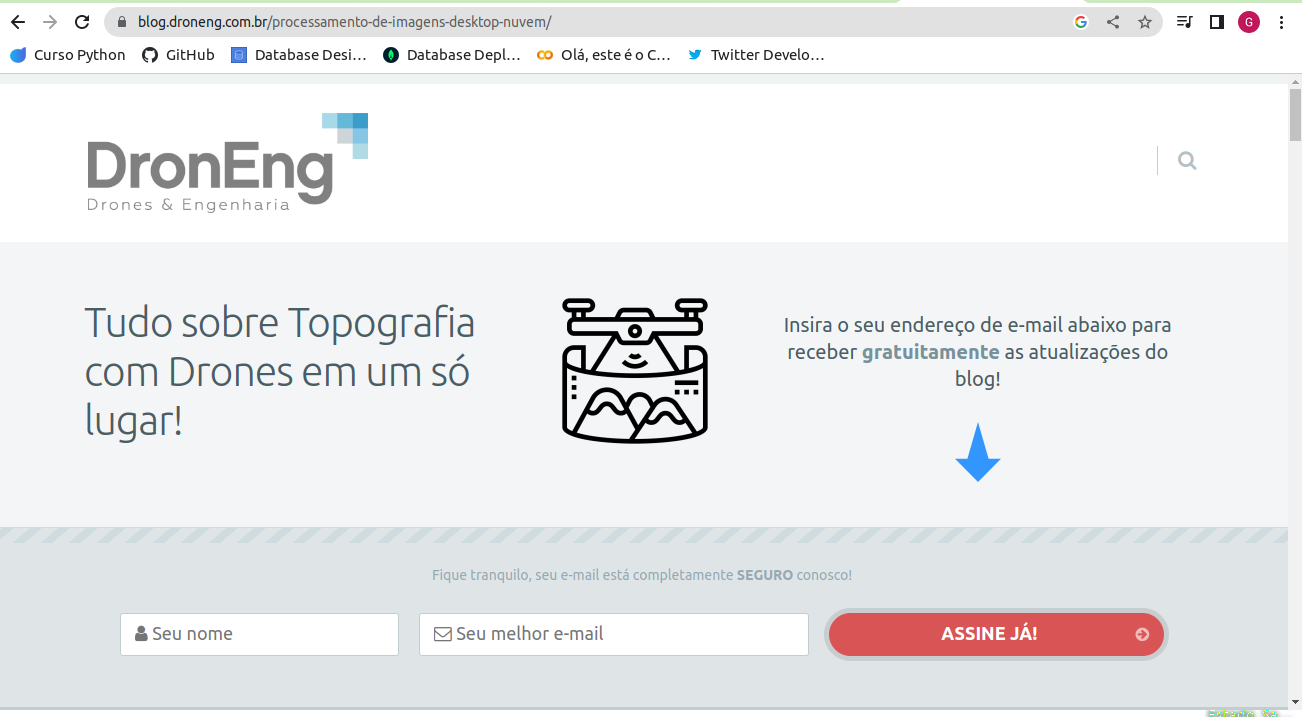 blog.droneng.com.br/processamento-de-imagens-desktop-nuvem/
G
Curso Python GitHub Database Desi... Database Depl... Olá, este é o C... Twitter Develo...
DronEng
Drones & Engenharia
Tudo sobre Topografia
com Drones em um só
lugar!
Insira o seu endereço de e-mail abaixo para
receber gratuitamente as atualizações do
blog!
Fique tranquilo, seu e-mail está completamente SEGURO conosco!
Seu nome
Seu melhor e-mail
ASSINE JÁ!